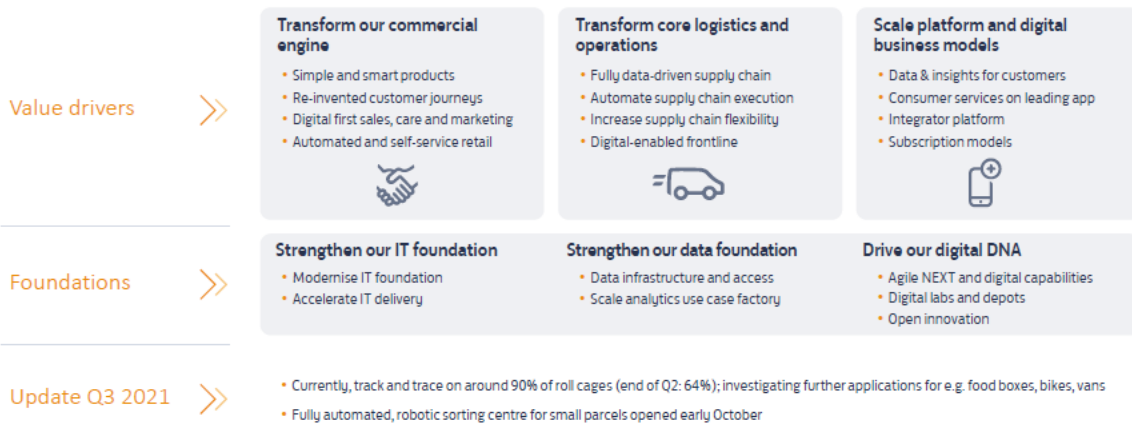 Value drivers
Transform our commercial
engine
• Simple and smart products
• Re-invented customer journeys
• Digital first sales, care and marketing
• Automated and self-service retail
Transform core logistics and
operations
• Fully data-driven supply chain
• Automate supply chain execution
• Increase supply chain flexibility
• Digital-enabled frontline
Scale platform and digital
business models
• Data & insights for customers
• Consumer services on leading app
• Integrator platform
• Subscription models
Foundations
Strengthen our IT foundation
• Modernise IT foundation
• Accelerate IT delivery
Strengthen our data foundation
• Data infrastructure and access
• Scale analytics use case factory
Drive our digital DNA
• Agile NEXT and digital capabilities
• Digital labs and depots
• Open innovation
Update Q3 2021
• Currently, track and trace on around 90% of roll cages (end of Q2: 64%); investigating further applications for e.g. food boxes, bikes, vans
• Fully automated, robotic sorting centre for small parcels opened early October